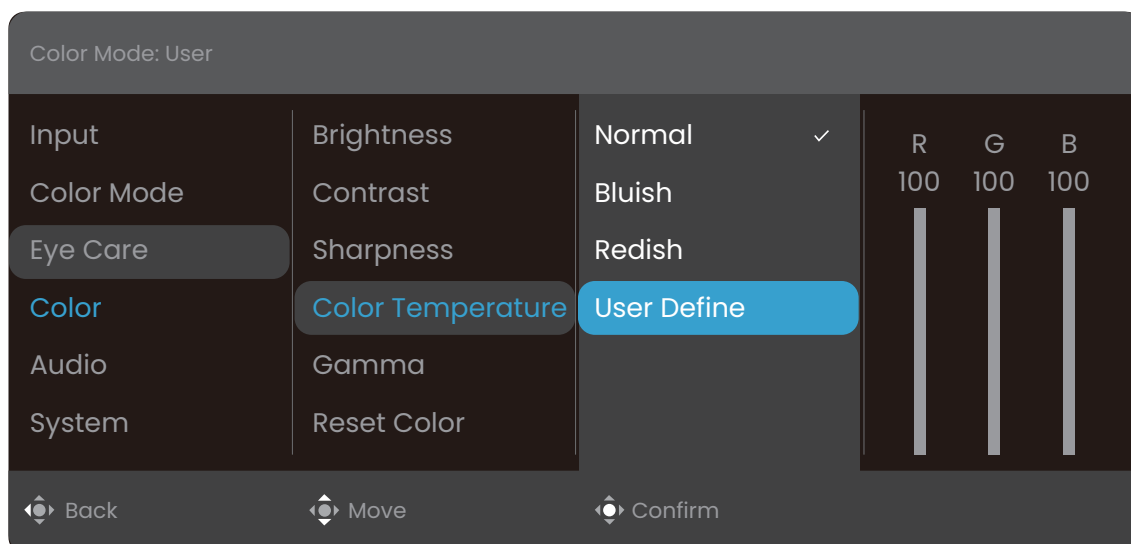 Color Mode: User
Input
Color Mode
Eye Care
Color
Audio
System
Brightness
Contrast
Sharpness
Color Temperature
Gamma
Reset Color
Normal
Bluish
Redish
User Define
R G B
100 100 100
Back Move Confirm